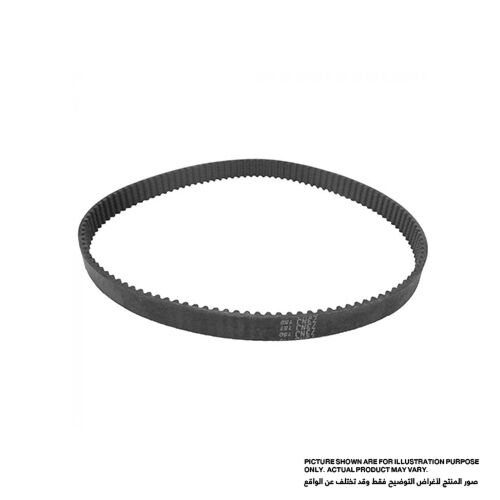 PICTURE SHOWN ARE FOR ILLUSTRATION PURPOSE
ONLY. ACTUAL PRODUCT MAY VARY.
صور المنتج لأغراض التوضيح فقط وقد تختلف عن الواقع